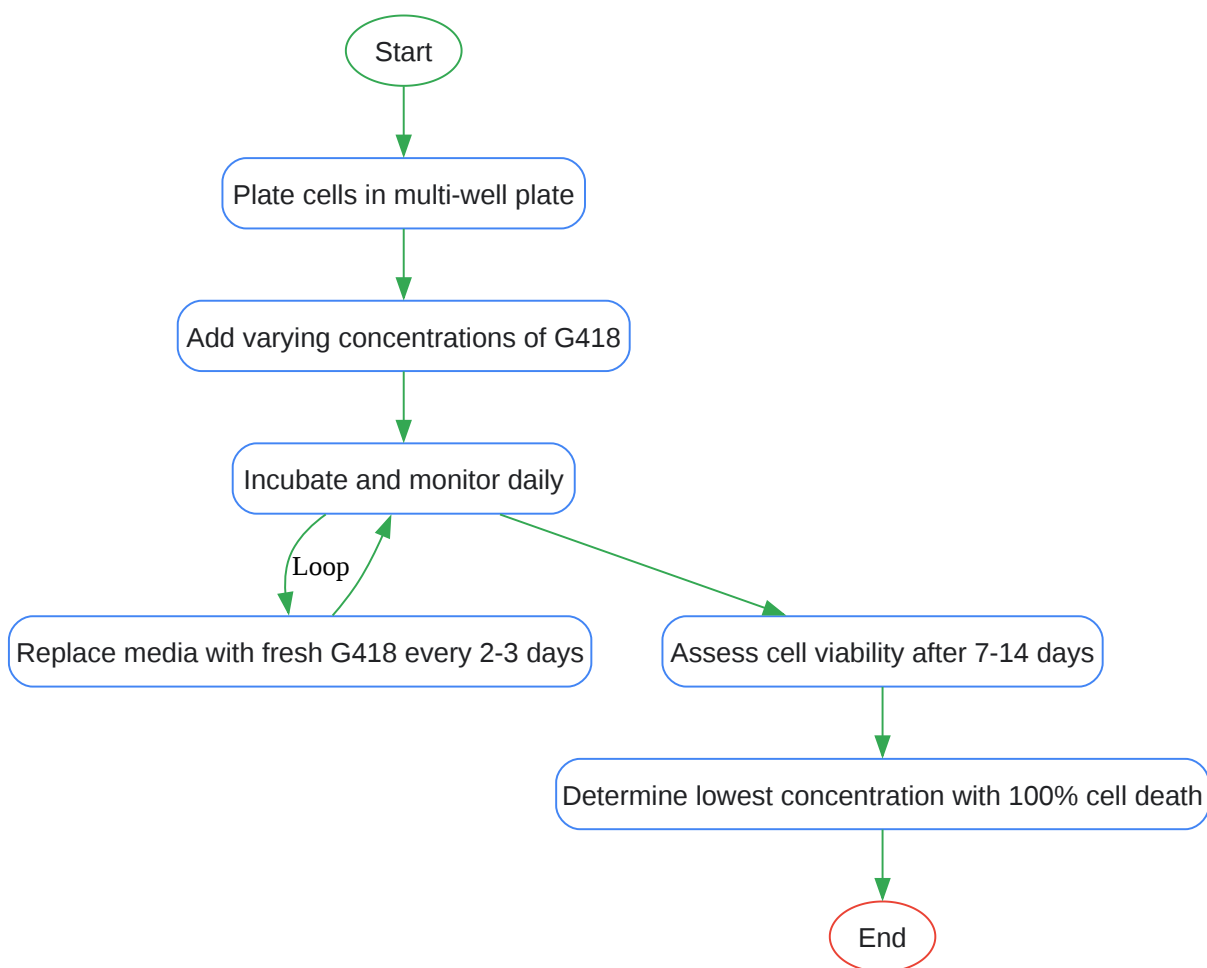 Start
Plate cells in multi-well plate
Add varying concentrations of G418
Incubate and monitor daily
Loop
Replace media with fresh G418 every 2-3 days
Assess cell viability after 7-14 days
Determine lowest concentration with 100% cell death
End